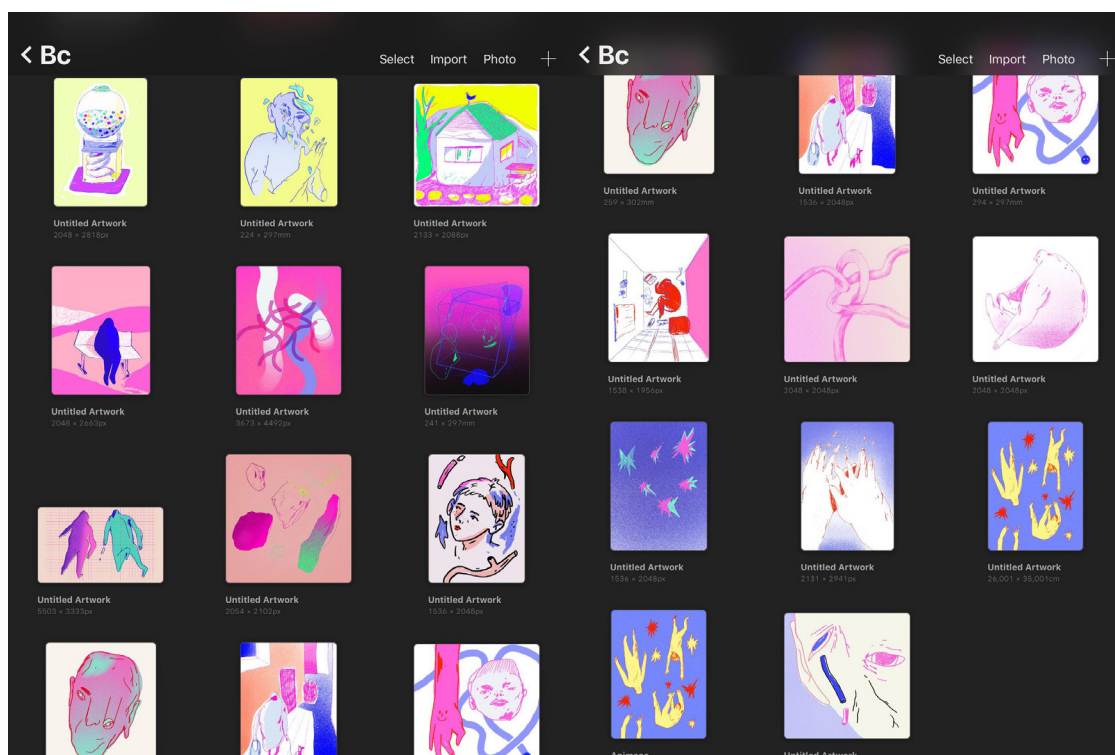 Bc
Select Import Photo
Untitled Artwork Untitled Artwork Untitled Artwork
2048 × 2818px 224 × 297mm 2133 × 2088px
Untitled Artwork Untitled Artwork Untitled Artwork
2048 × 2663px 3673 × 4492px 241 × 297mm
Untitled Artwork Untitled Artwork Untitled Artwork
5503 × 3333px 2054 × 2102px 1536 × 2048px
Bc
Select Import Photo
Untitled Artwork Untitled Artwork Untitled Artwork
259 × 302mm 1536 × 2048px 294 × 297mm
Untitled Artwork Untitled Artwork Untitled Artwork
1538 × 1956px 2048 × 2048px 2048 × 2048px
Untitled Artwork Untitled Artwork Untitled Artwork
1536 × 2048px 2131 × 2941px 26,001 × 35,001cm
Untitled Artwork